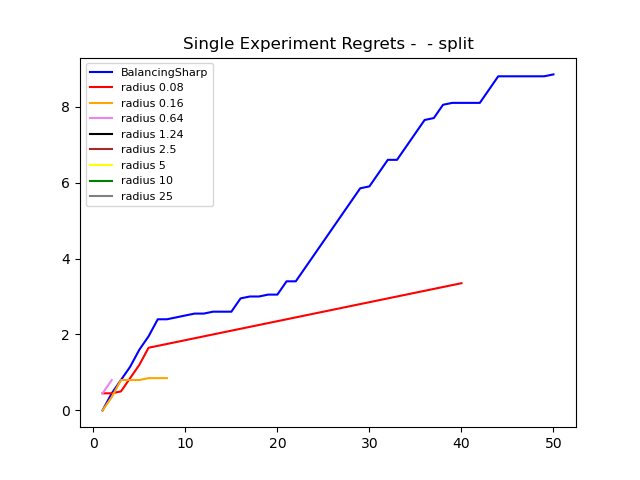 Single Experiment Regrets -  - split
BalancingSharp
radius 0.08
radius 0.16
radius 0.64
radius 1.24
radius 2.5
radius 5
radius 10
radius 25
8
6
4
2
0
0 10 20 30 40 50